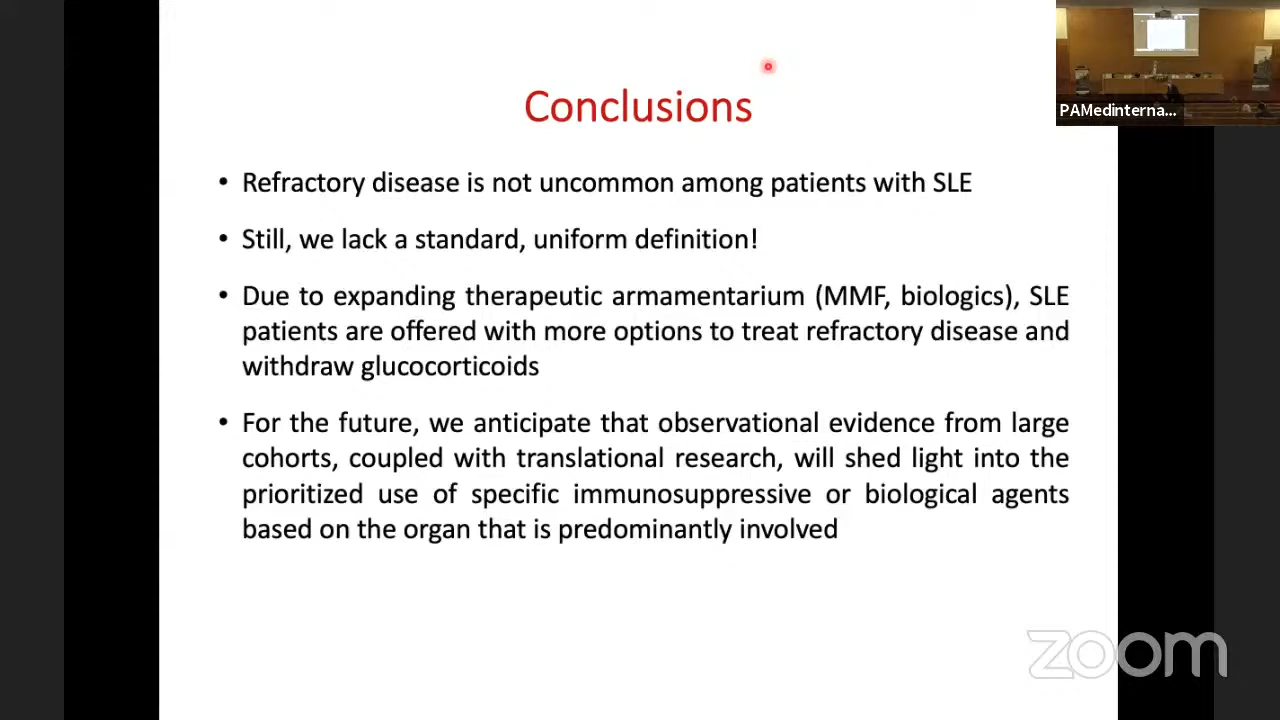 PAMedinterna...
Conclusions
• Refractory disease is not uncommon among patients with SLE
• Still, we lack a standard, uniform definition!
• Due to expanding therapeutic armamentarium (MMF, biologics), SLE
patients are offered with more options to treat refractory disease and
withdraw glucocorticoids
• For the future, we anticipate that observational evidence from large
cohorts, coupled with translational research, will shed light into the
prioritized use of specific immunosuppressive or biological agents
based on the organ that is predominantly involved
zoom